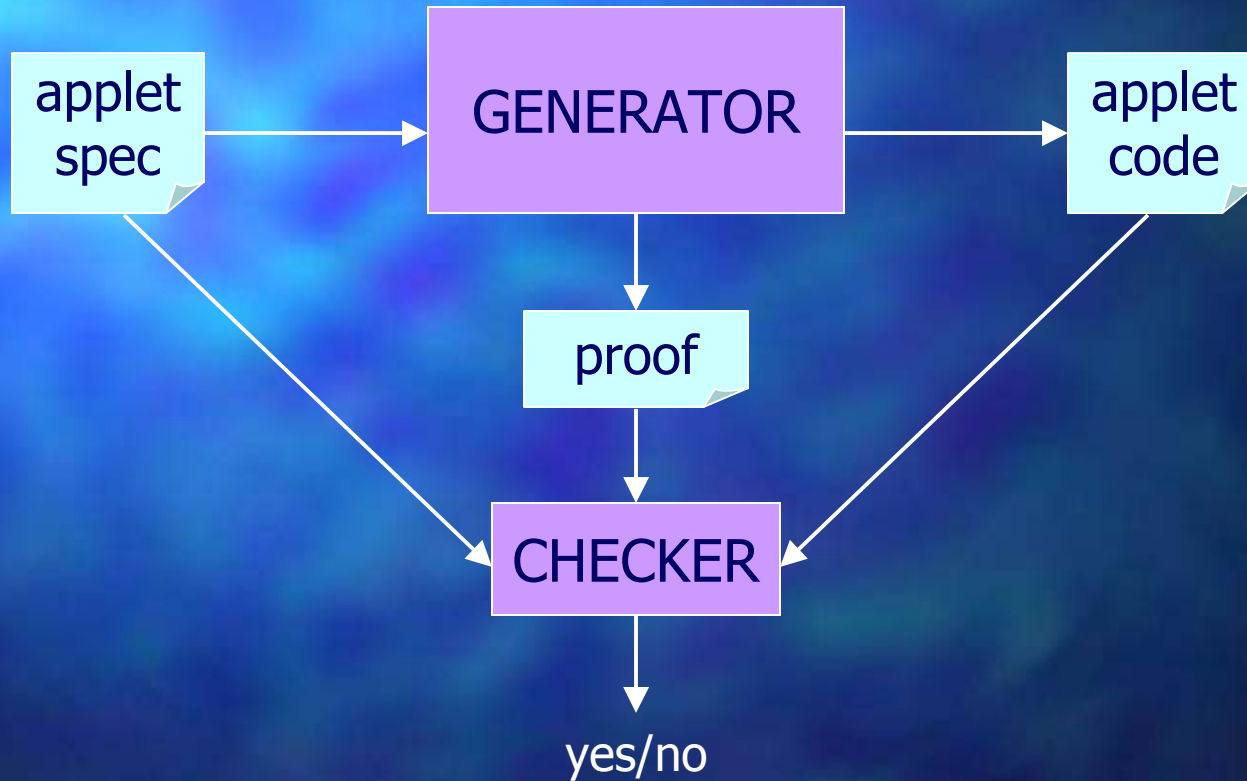 applet
spec
GENERATOR
applet
code
proof
CHECKER
yes/no